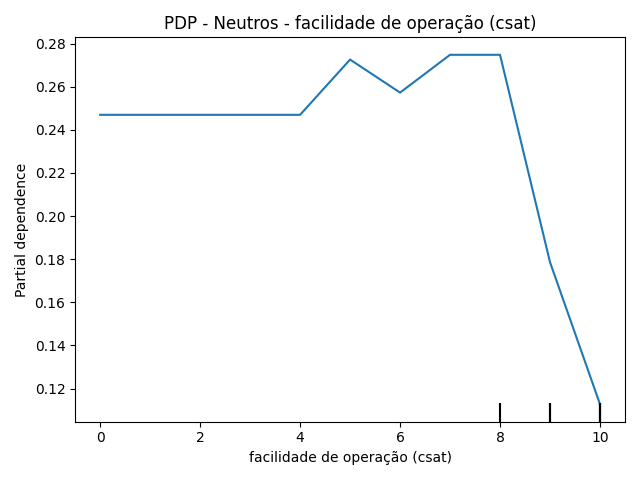 PDP - Neutros - facilidade de operação (csat)
0.28
0.26
0.24
0.22
0.20
0.18
0.16
0.14
0.12
Partial dependence
0 2 4 6 8 10
facilidade de operação (csat)